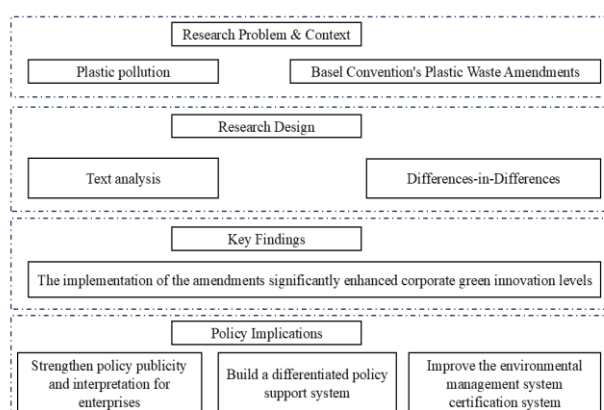 Research Problem & Context
Plastic pollution
Basel Convention's Plastic Waste Amendments
Research Design
Text analysis
Differences-in-Differences
Key Findings
The implementation of the amendments significantly enhanced corporate green innovation levels
Policy Implications
Strengthen policy publicity
and interpretation for
enterprises
Build a differentiated policy
support system
Improve the environmental
management system
certification system